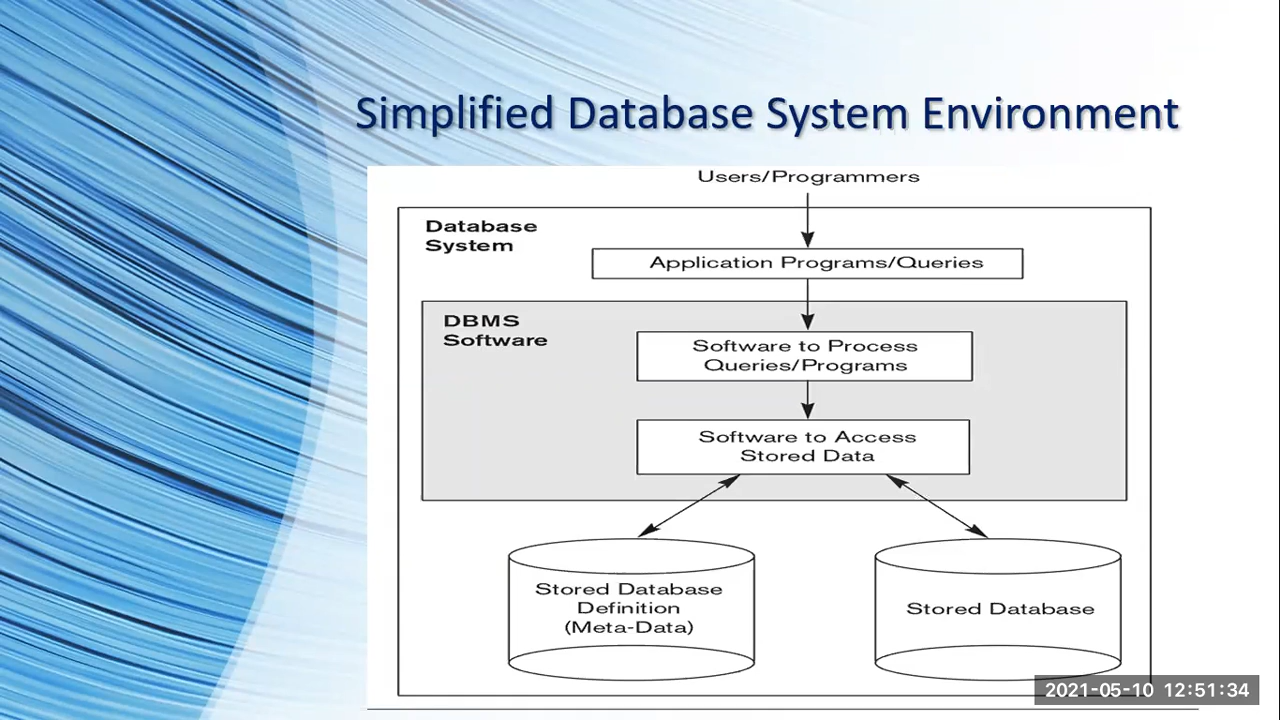 Simplified Database System Environment
Users/Programmers
Database
System
Application Programs/Queries
DBMS
Software
Software to Process
Queries/Programs
Software to Access
Stored Data
Stored Database
Definition
(Meta-Data)
Stored Database
2021-05-10 12:51:34